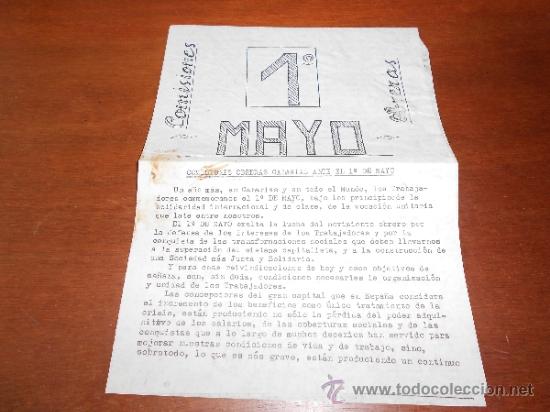 Comisiones
1º
Obreras
MAYO
COMISIONES OBRERAS CANARIAS ANTE EL 1º DE MAYO
Un año más, en Canarias y en todo el Mundo, los Trabaja-
dores conmemoramos el 1º DE MAYO, bajo los principios de la
solidaridad internacional y de clase, de la vocación unitaria
que late entre nosotros.
El 1º DE MAYO exalta la lucha del movimiento obrero por
la defensa de los intereses de los Trabajadores y por la
conquista de las transformaciones sociales que deben llevarnos
a la superación del sistema capitalista, y a la construcción de
una Sociedad más Justa y Solidaria.
Y para esas reivindicaciones de hoy y esos objetivos de
mañana, son, sin duda, condiciones necesarias la organización
y unidad de los Trabajadores.
Las concepciones del gran capital que en España considera
el incremento de los beneficios como único tratamiento de la
crisis, están produciendo no sólo la pérdida del poder adqui-
sitivo de los salarios, de las coberturas sociales y de las
conquistas que a lo largo de muchos decenios han servido para
mejorar nuestras condiciones de vida y de trabajo, sino,
sobretodo, lo que es más grave, están produciendo un continuo
www.todocoleccion.net